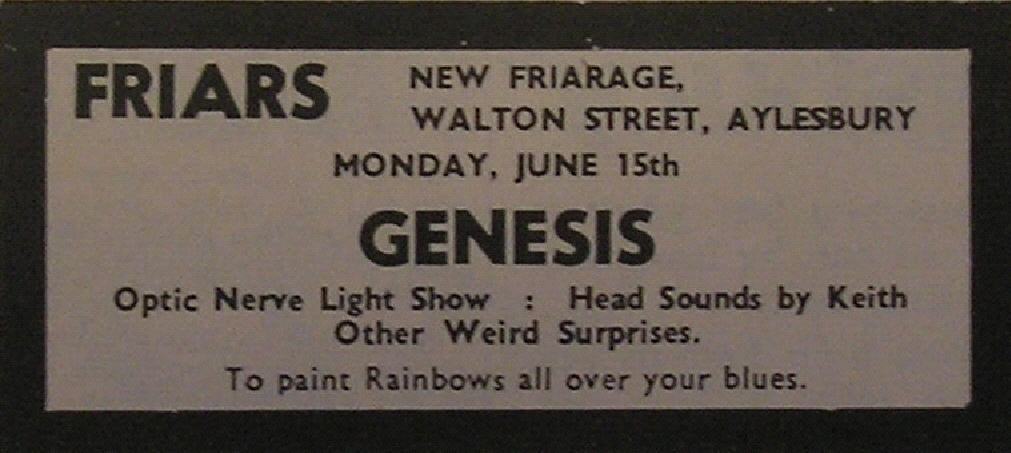 FRIARS
NEW FRIARAGE,
WALTON STREET, AYLESBURY
MONDAY, JUNE 15th
GENESIS
Optic Nerve Light Show : Head Sounds by Keith
Other Weird Surprises.
To paint Rainbows all over your blues.